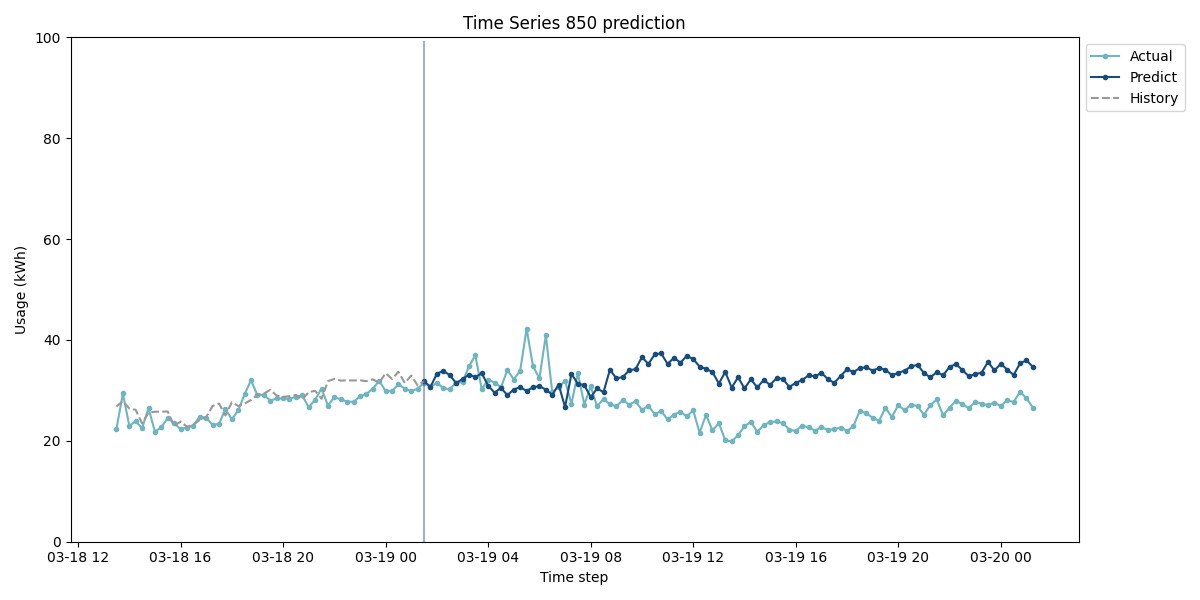 Time Series 850 prediction
100
80
60
40
20
0
Usage (kWh)
03-18 12
03-18 16
03-18 20
03-19 00
03-19 04
03-19 08
03-19 12
03-19 16
03-19 20
03-20 00
Time step
Actual
Predict
History